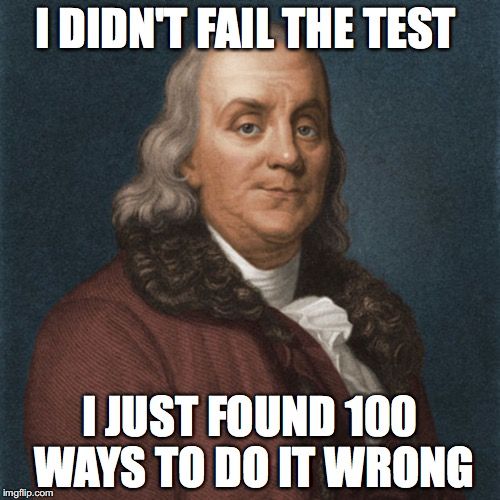 I DIDN'T FAIL THE TEST
I JUST FOUND 100
WAYS TO DO IT WRONG
imgflip.com